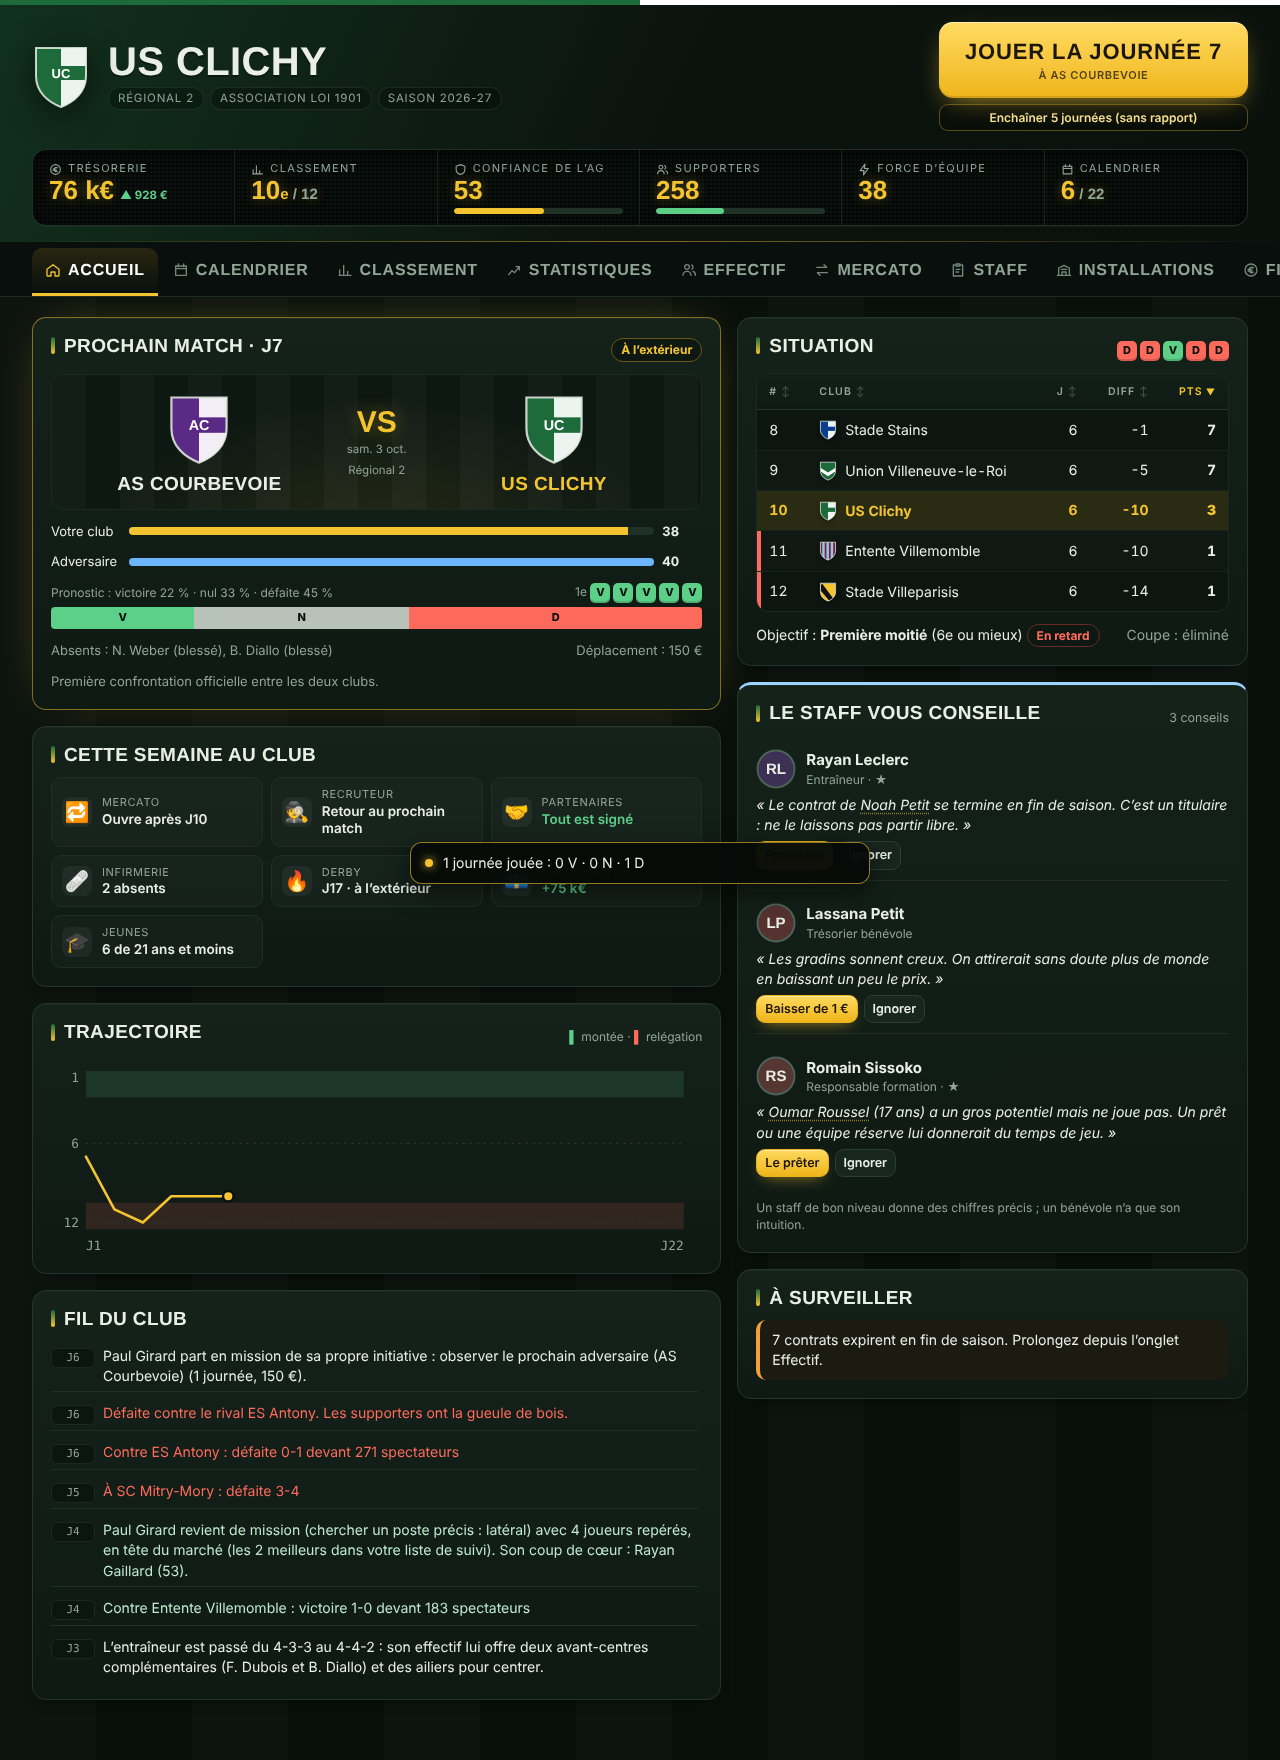 UC
US CLICHY
RÉGIONAL 2
ASSOCIATION LOI 1901
SAISON 2026-27
JOUER LA JOURNÉE 7
À AS COURBEVOIE
Enchaîner 5 journées (sans rapport)
TRÉSORERIE
76 k€ ▲ 928 €
CLASSEMENT
10e / 12
CONFIANCE DE L'AG
53
SUPPORTERS
258
FORCE D'ÉQUIPE
38
CALENDRIER
6 / 22
ACCUEIL
CALENDRIER
CLASSEMENT
STATISTIQUES
EFFECTIF
MERCATO
STAFF
INSTALLATIONS
PROCHAIN MATCH · J7
À l'extérieur
AC
AS COURBEVOIE
VS
sam. 3 oct.
Régional 2
UC
US CLICHY
Votre club 38
Adversaire 40
Pronostic : victoire 22 % · nul 33 % · défaite 45 %
1e V V V V V
V N D
Absents : N. Weber (blessé), B. Diallo (blessé)
Déplacement : 150 €
Première confrontation officielle entre les deux clubs.
CETTE SEMAINE AU CLUB
MERCATO
Ouvre après J10
RECRUTEUR
Retour au prochain
match
PARTENAIRES
Tout est signé
INFIRMERIE
2 absents
DERBY
J17 · à l'extérieur
+75 k€
JEUNES
6 de 21 ans et moins
1 journée jouée : 0 V · 0 N · 1 D
TRAJECTOIRE
montée · relégation
1
6
12
J1 J22
FIL DU CLUB
J6 Paul Girard part en mission de sa propre initiative : observer le prochain adversaire (AS
Courbevoie) (1 journée, 150 €).
J6 Défaite contre le rival ES Antony. Les supporters ont la gueule de bois.
J6 Contre ES Antony : défaite 0-1 devant 271 spectateurs
J5 À SC Mitry-Mory : défaite 3-4
J4 Paul Girard revient de mission (chercher un poste précis : latéral) avec 4 joueurs repérés,
en tête du marché (les 2 meilleurs dans votre liste de suivi). Son coup de cœur : Rayan
Gaillard (53).
J4 Contre Entente Villemomble : victoire 1-0 devant 183 spectateurs
J3 L'entraîneur est passé du 4-3-3 au 4-4-2 : son effectif lui offre deux avant-centres
complémentaires (F. Dubois et B. Diallo) et des ailiers pour centrer.
SITUATION
D D V D D
# CLUB J DIFF PTS ▼
8 Stade Stains 6 -1 7
9 Union Villeneuve-le-Roi 6 -5 7
10 US Clichy 6 -10 3
11 Entente Villemomble 6 -10 1
12 Stade Villeparisis 6 -14 1
Objectif : Première moitié (6e ou mieux) En retard
Coupe : éliminé
LE STAFF VOUS CONSEILLE
3 conseils
RL
Rayan Leclerc
Entraîneur · ★
« Le contrat de Noah Petit se termine en fin de saison. C'est un titulaire
: ne le laissons pas partir libre. »
Prolonger Ignorer
LP
Lassana Petit
Trésorier bénévole
« Les gradins sonnent creux. On attirerait sans doute plus de monde
en baissant un peu le prix. »
Baisser de 1 € Ignorer
RS
Romain Sissoko
Responsable formation · ★
« Oumar Roussel (17 ans) a un gros potentiel mais ne joue pas. Un prêt
ou une équipe réserve lui donnerait du temps de jeu. »
Le prêter Ignorer
Un staff de bon niveau donne des chiffres précis ; un bénévole n'a que son
intuition.
À SURVEILLER
7 contrats expirent en fin de saison. Prolongez depuis l'onglet
Effectif.